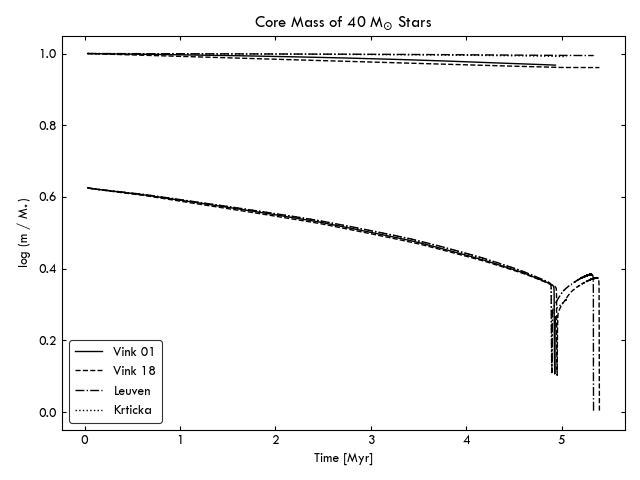 Core Mass of 40 M☉ Stars
log (m / M⋆)
1.0
0.8
0.6
0.4
0.2
0.0
Vink 01
Vink 18
Leuven
Krticka
0 1 2 3 4 5
Time [Myr]